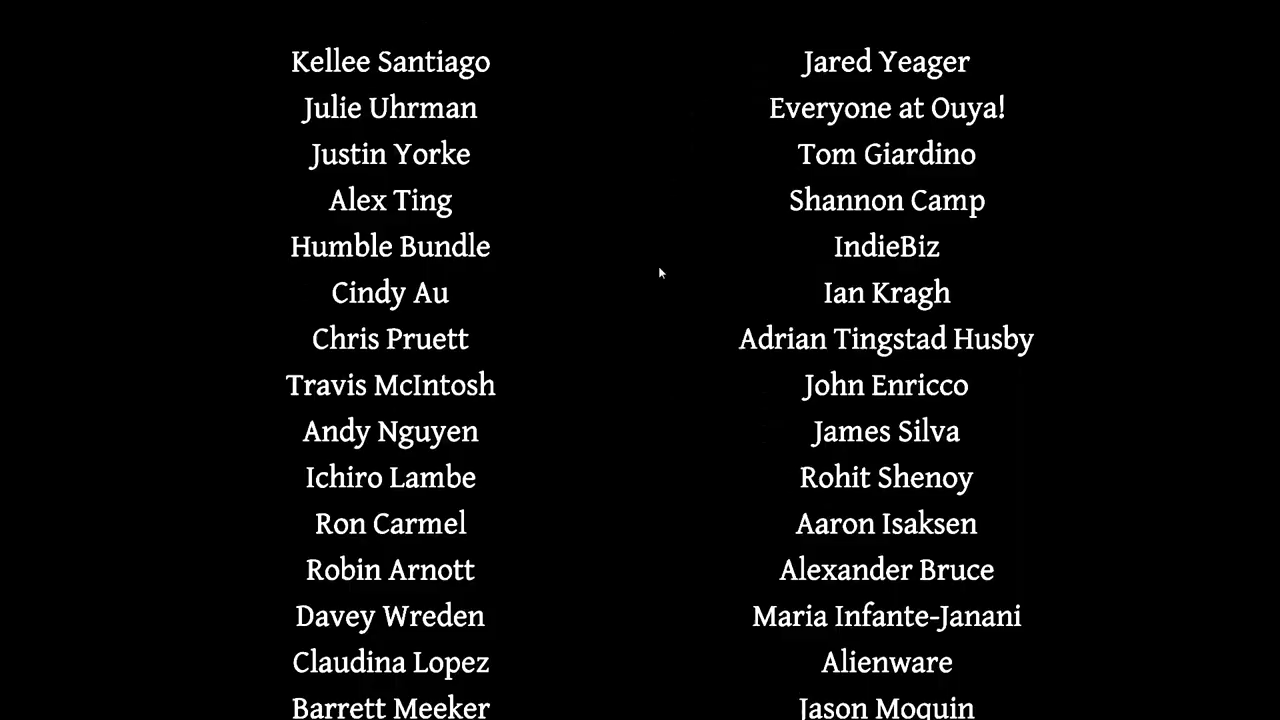 Kellee Santiago
Julie Uhrman
Justin Yorke
Alex Ting
Humble Bundle
Cindy Au
Chris Pruett
Travis McIntosh
Andy Nguyen
Ichiro Lambe
Ron Carmel
Robin Arnott
Davey Wreden
Claudina Lopez
Barrett Meeker
Jared Yeager
Everyone at Ouya!
Tom Giardino
Shannon Camp
IndieBiz
Ian Kragh
Adrian Tingstad Husby
John Enricco
James Silva
Rohit Shenoy
Aaron Isaksen
Alexander Bruce
Maria Infante-Janani
Alienware
Jason Moquin